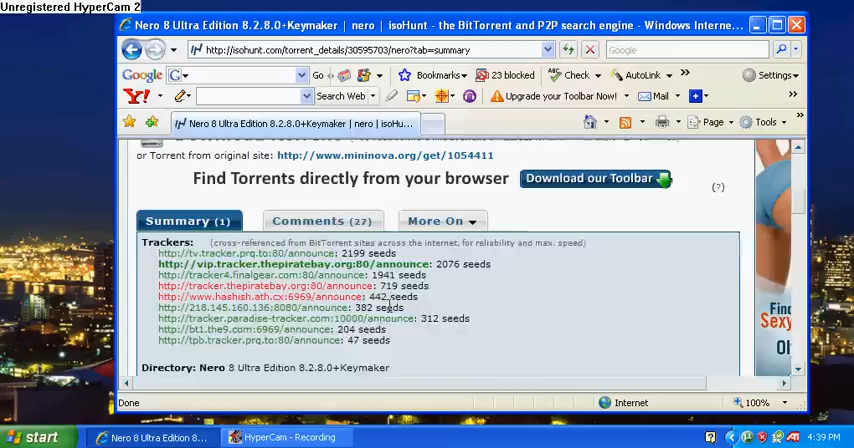 Unregistered HyperCam 2
Nero 8 Ultra Edition 8.2.8.0+Keymaker | nero | isoHunt - the BitTorrent and P2P search engine - Windows Interne...
http://isohunt.com/torrent_details/30595703/nero?tab=summary
Google
Google G Go Bookmarks 23 blocked ABC Check AutoLink » Settings
Y! Search Web Upgrade your Toolbar Now! Mail »
Nero 8 Ultra Edition 8.2.8.0+Keymaker | nero | isoHu... Page Tools »
or Torrent from original site: http://www.mininova.org/get/1054411
Find Torrents directly from your browser Download our Toolbar (?)
Summary (1) Comments (27) More On
Trackers: (cross-referenced from BitTorrent sites across the internet, for reliability and max. speed)
http://tv.tracker.prq.to:80/announce: 2199 seeds
http://vip.tracker.thepiratebay.org:80/announce: 2076 seeds
http://tracker4.finalgear.com:80/announce: 1941 seeds
http://tracker.thepiratebay.org:80/announce: 719 seeds
http://www.hashish.ath.cx:6969/announce: 442 seeds
http://218.145.160.136:8080/announce: 382 seeds
http://tracker.paradise-tracker.com:10000/announce: 312 seeds
http://bt1.the9.com:6969/announce: 204 seeds
http://tpb.tracker.prq.to:80/announce: 47 seeds
Directory: Nero 8 Ultra Edition 8.2.8.0+Keymaker
Find
Sexy
Ol
Done Internet 100%
start Nero 8 Ultra Edition 8.2... HyperCam - Recording ATI 4:39 PM